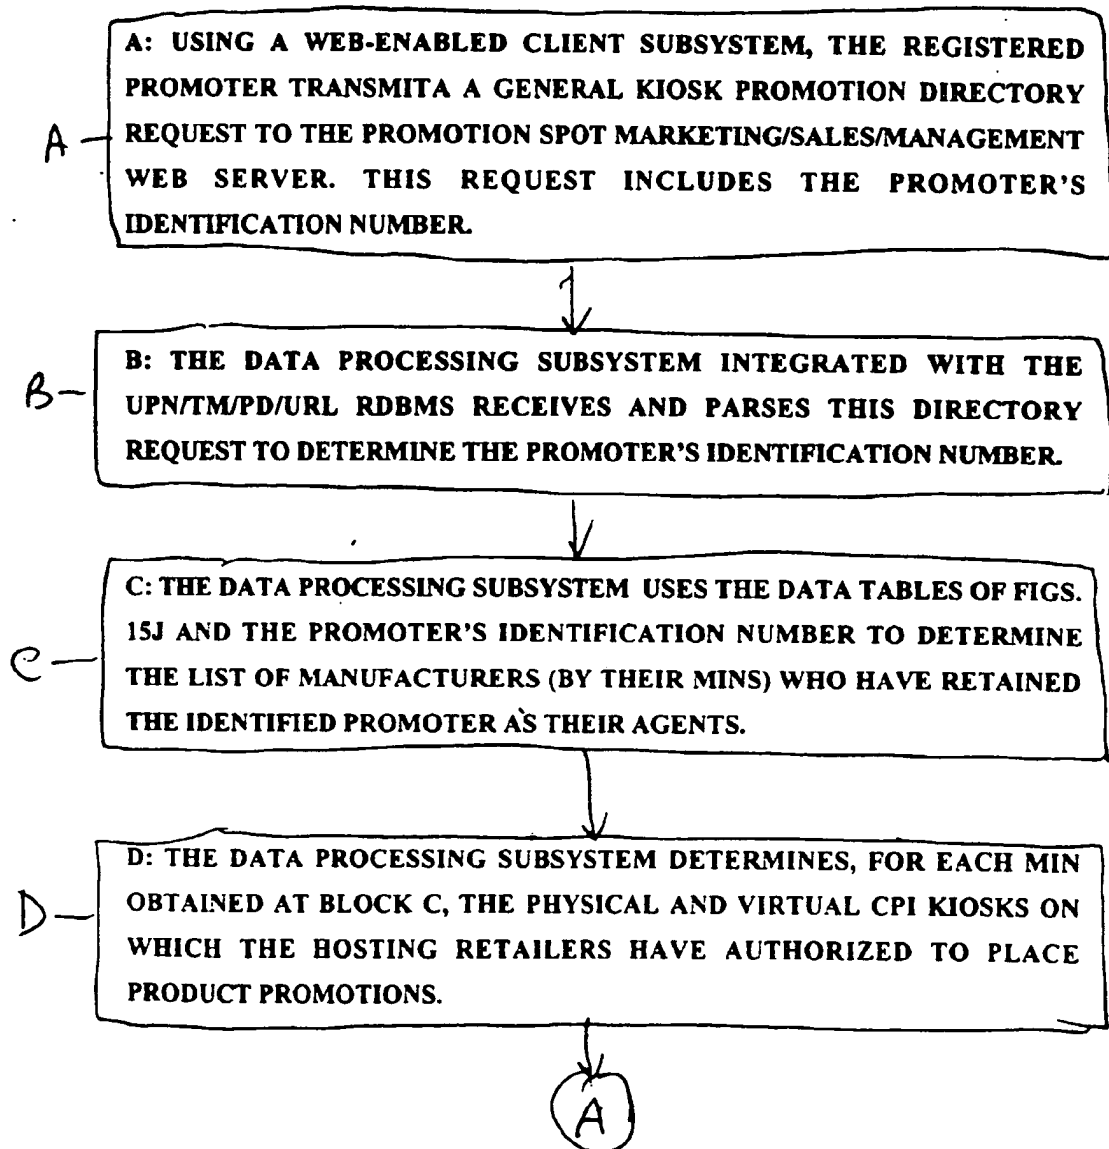 A: USING A WEB-ENABLED CLIENT SUBSYSTEM, THE REGISTERED
PROMOTER TRANSMITA A GENERAL KIOSK PROMOTION DIRECTORY
A
REQUEST TO THE PROMOTION SPOT MARKETING/SALES/MANAGEMENT
WEB SERVER. THIS REQUEST INCLUDES THE PROMOTER'S
IDENTIFICATION NUMBER.
B: THE DATA PROCESSING SUBSYSTEM INTEGRATED WITH THE
B
UPN/TM/PD/URL RDBMS RECEIVES AND PARSES THIS DIRECTORY
REQUEST TO DETERMINE THE PROMOTER'S IDENTIFICATION NUMBER.
C: THE DATA PROCESSING SUBSYSTEM USES THE DATA TABLES OF FIGS.
15J AND THE PROMOTER'S IDENTIFICATION NUMBER TO DETERMINE
C
THE LIST OF MANUFACTURERS (BY THEIR MINS) WHO HAVE RETAINED
THE IDENTIFIED PROMOTER AS THEIR AGENTS.
D: THE DATA PROCESSING SUBSYSTEM DETERMINES, FOR EACH MIN
D
OBTAINED AT BLOCK C, THE PHYSICAL AND VIRTUAL CPI KIOSKS ON
WHICH THE HOSTING RETAILERS HAVE AUTHORIZED TO PLACE
PRODUCT PROMOTIONS.
A